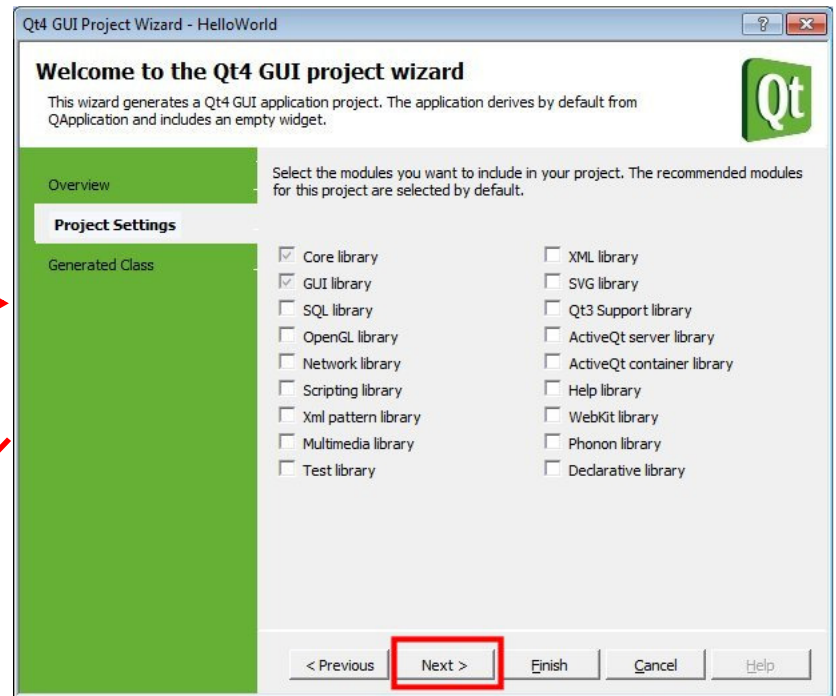 Qt4 GUI Project Wizard - HelloWorld
Welcome to the Qt4 GUI project wizard
This wizard generates a Qt4 GUI application project. The application derives by default from
QApplication and includes an empty widget.
Qt
Overview
Project Settings
Generated Class
Select the modules you want to include in your project. The recommended modules
for this project are selected by default.
Core library
GUI library
SQL library
OpenGL library
Network library
Scripting library
Xml pattern library
Multimedia library
Test library
XML library
SVG library
Qt3 Support library
ActiveQt server library
ActiveQt container library
Help library
WebKit library
Phonon library
Declarative library
< Previous
Next >
Finish
Cancel
Help